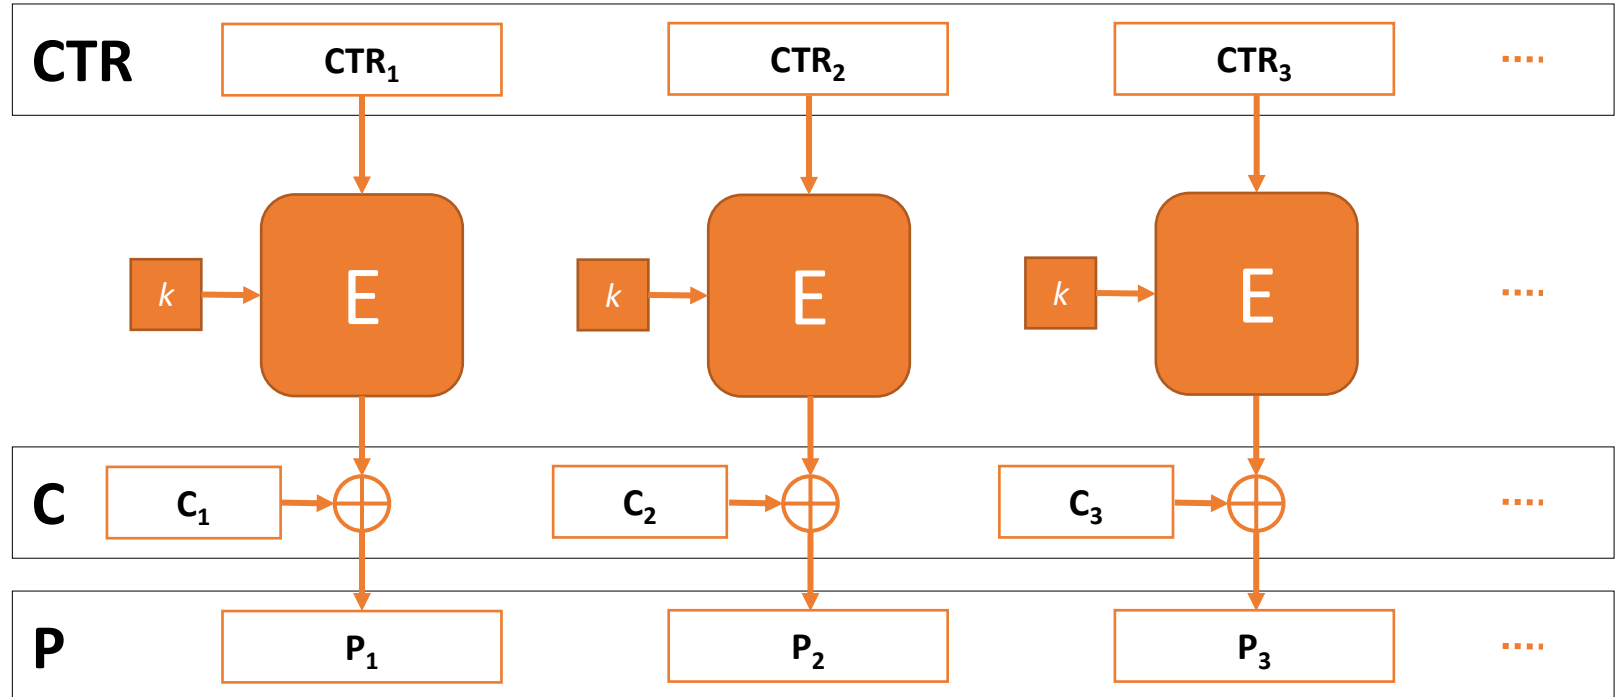 CTR CTR₁ CTR₂ CTR₃ ....
k E k E k E ....
C C₁ C₂ C₃ ....
P P₁ P₂ P₃ ....